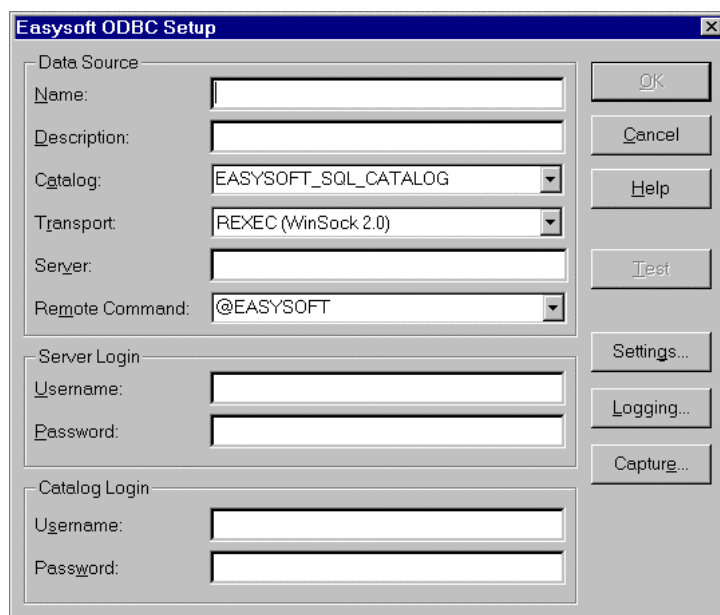 Easysoft ODBC Setup
Data Source
Name:
Description:
Catalog: EASYSOFT_SQL_CATALOG
Transport: REXEC (WinSock 2.0)
Server:
Remote Command: @EASYSOFT
Server Login
Username:
Password:
Catalog Login
Username:
Password:
OK
Cancel
Help
Test
Settings...
Logging...
Capture...